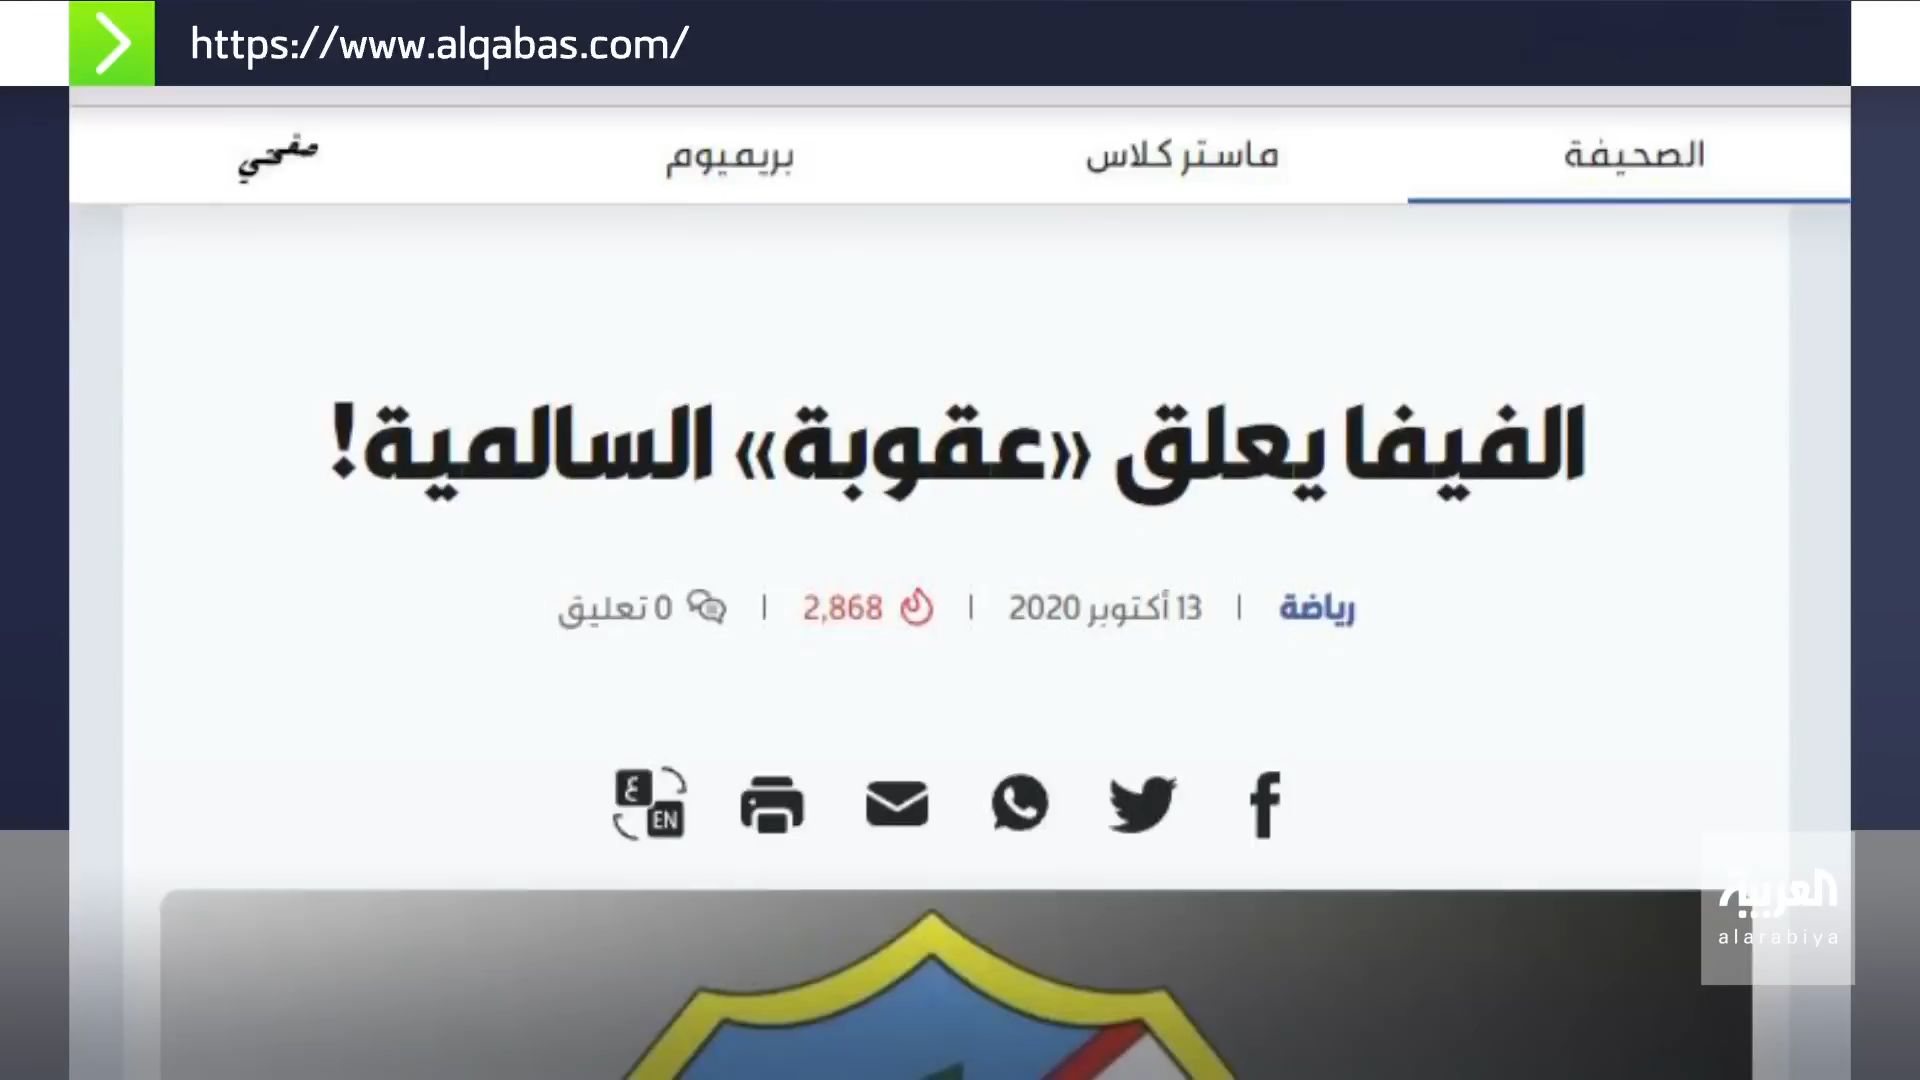 https://www.alqabas.com/
الصحيفة ماستر كلاس بريميوم صفحتي
الفيفا يعلق «عقوبة» السالمية!
رياضة | 13 أكتوبر 2020 | 2,868 | 0 تعليق
ع EN
العربية
alarabiya